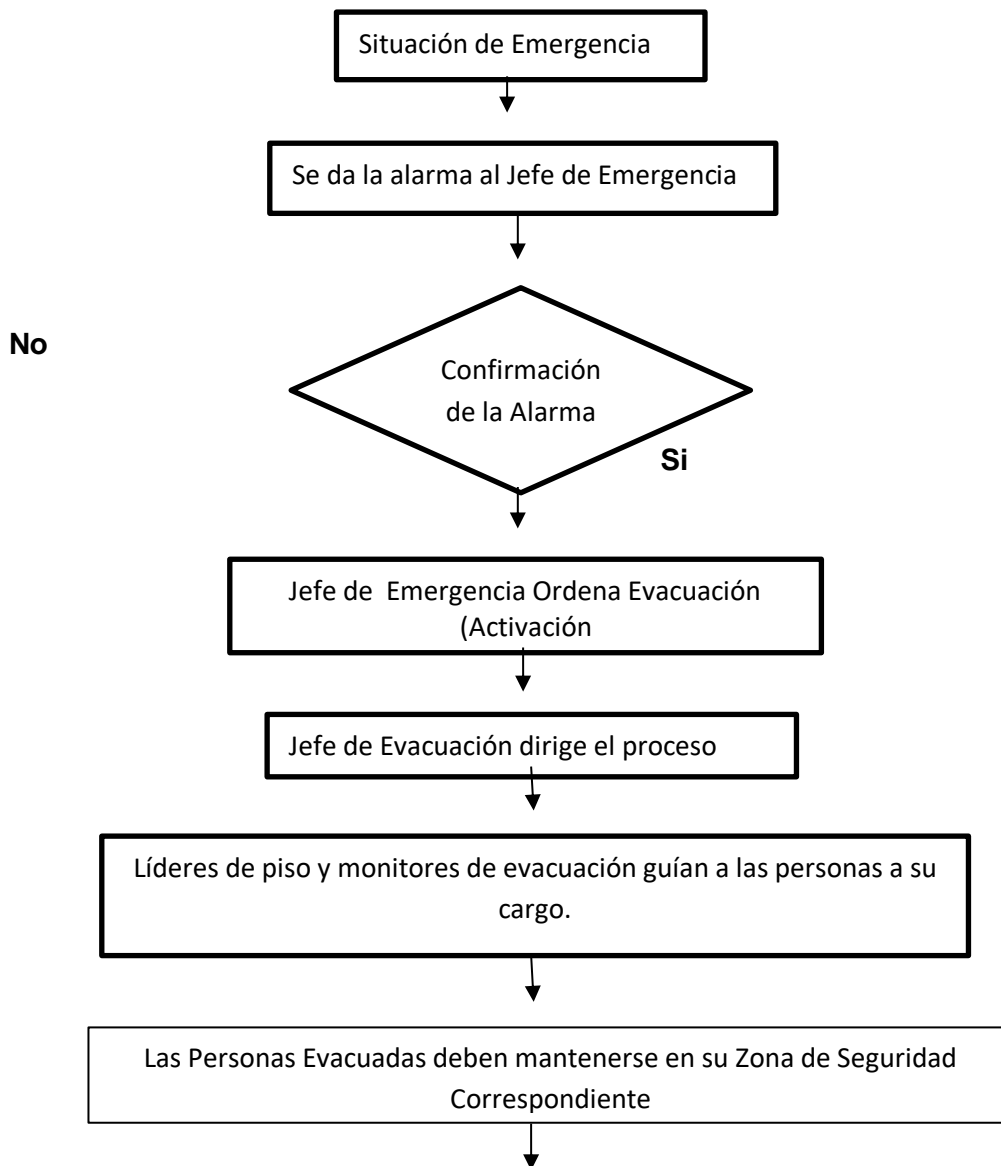 Situación de Emergencia
Se da la alarma al Jefe de Emergencia
No
Confirmación
de la Alarma
Si
Jefe de  Emergencia Ordena Evacuación
(Activación
Jefe de Evacuación dirige el proceso
Líderes de piso y monitores de evacuación guían a las personas a su
cargo.
Las Personas Evacuadas deben mantenerse en su Zona de Seguridad
Correspondiente